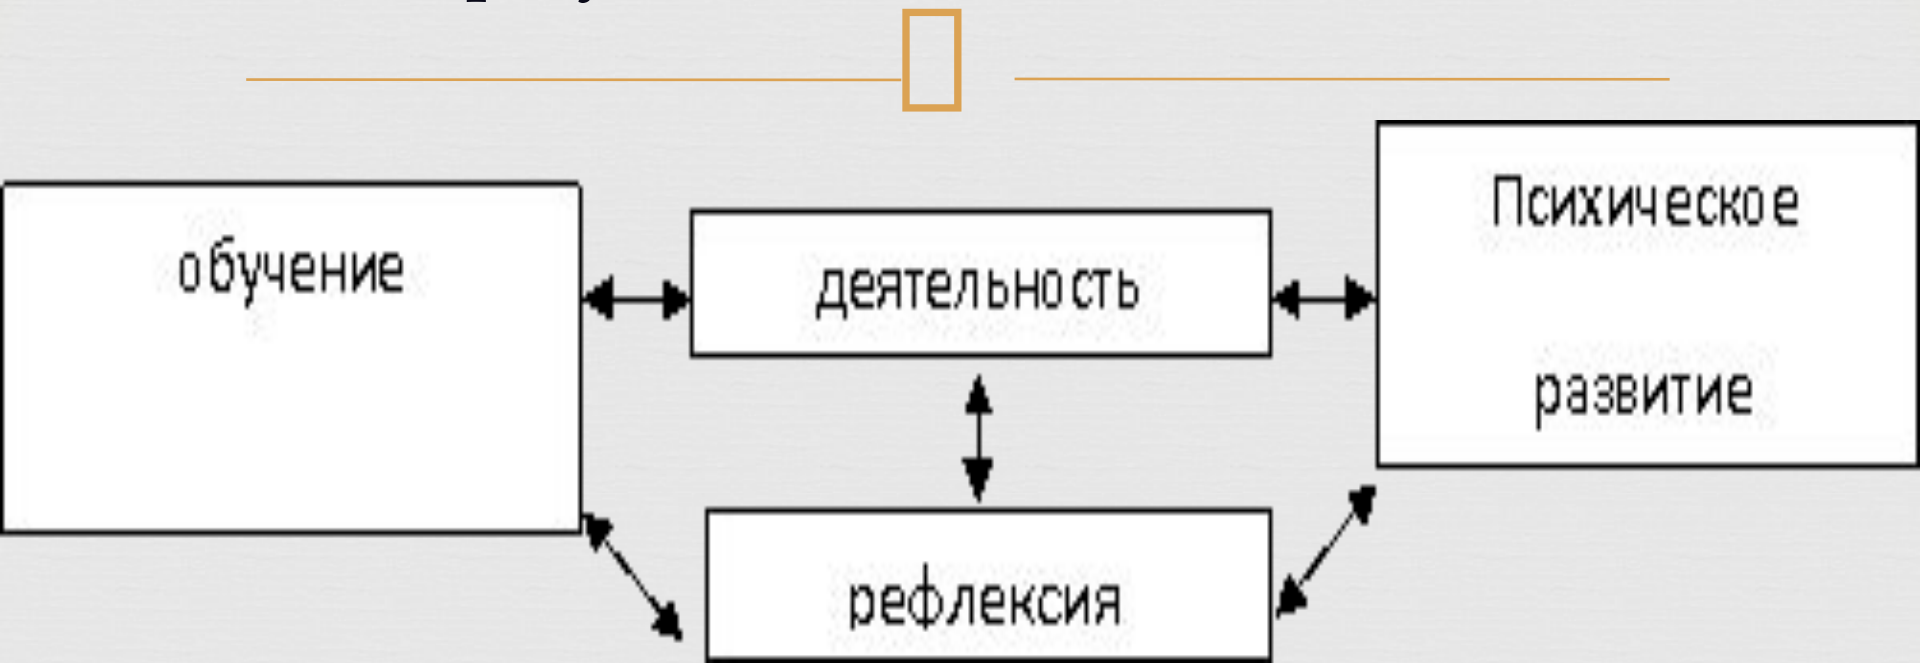 обучение
деятельность
Психическое
развитие
рефлексия